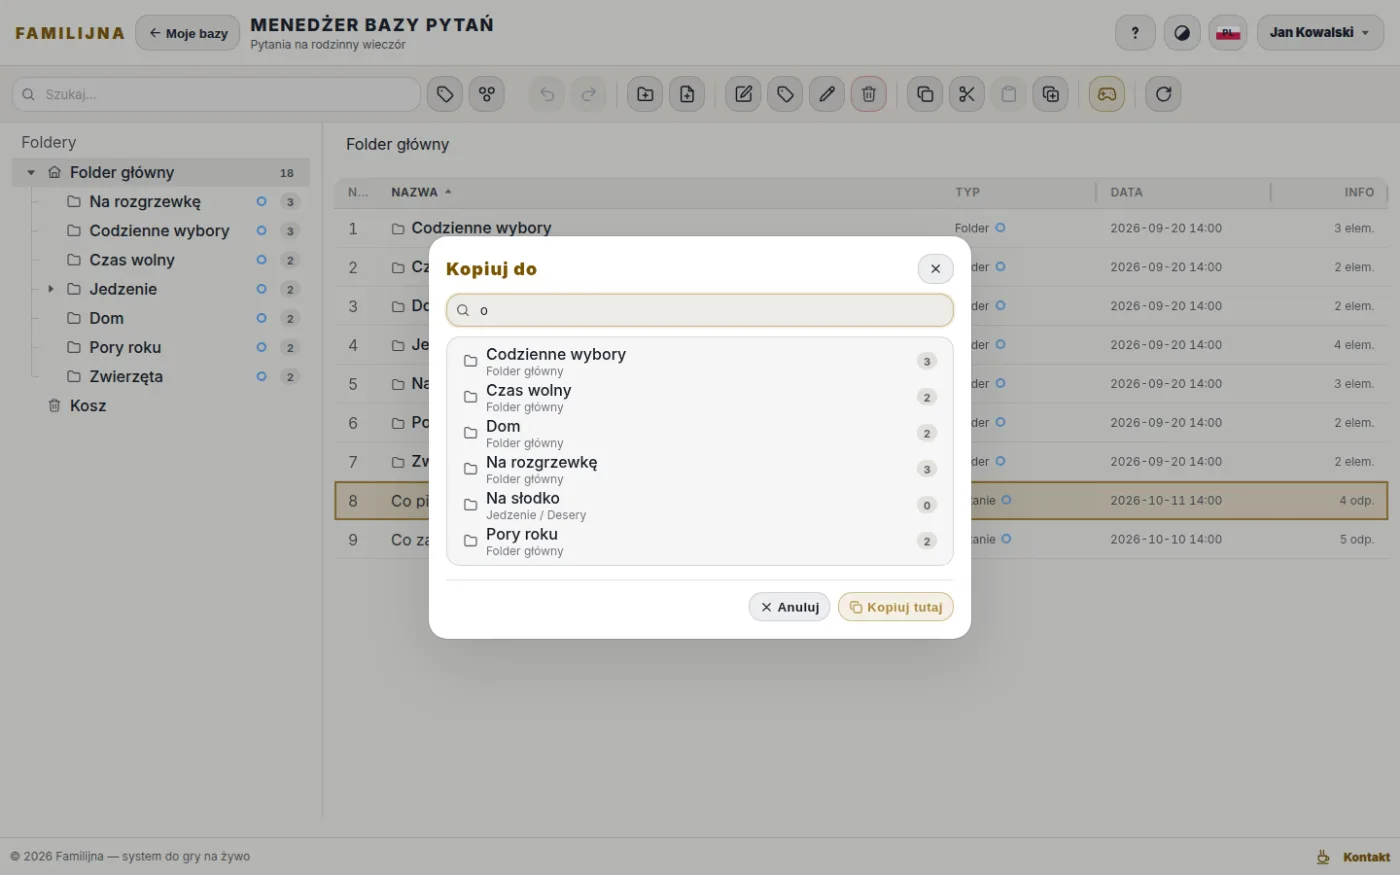 FAMILIJNA
← Moje bazy
MENEDŻER BAZY PYTAŃ
Pytania na rodzinny wieczór
?
PL
Jan Kowalski
Szukaj...
Foldery
Folder główny 18
Na rozgrzewkę 3
Codzienne wybory 3
Czas wolny 2
Jedzenie 2
Dom 2
Pory roku 2
Zwierzęta 2
Kosz
Folder główny
N... NAZWA TYP DATA INFO
1 Codzienne wybory Folder 2026-09-20 14:00 3 elem.
2 2026-09-20 14:00 2 elem.
3 2026-09-20 14:00 2 elem.
4 2026-09-20 14:00 4 elem.
5 Na 2026-09-20 14:00 3 elem.
6 2026-09-20 14:00 2 elem.
7 2026-09-20 14:00 2 elem.
8 Co 2026-10-11 14:00 4 odp.
9 Co 2026-10-10 14:00 5 odp.
Kopiuj do
o
Codzienne wybory 3
Folder główny
Czas wolny 2
Folder główny
Dom 2
Folder główny
Na rozgrzewkę 3
Folder główny
Na słodko 0
Jedzenie / Desery
Pory roku 2
Folder główny
Anuluj
Kopiuj tutaj
© 2026 Familijna — system do gry na żywo
Kontakt